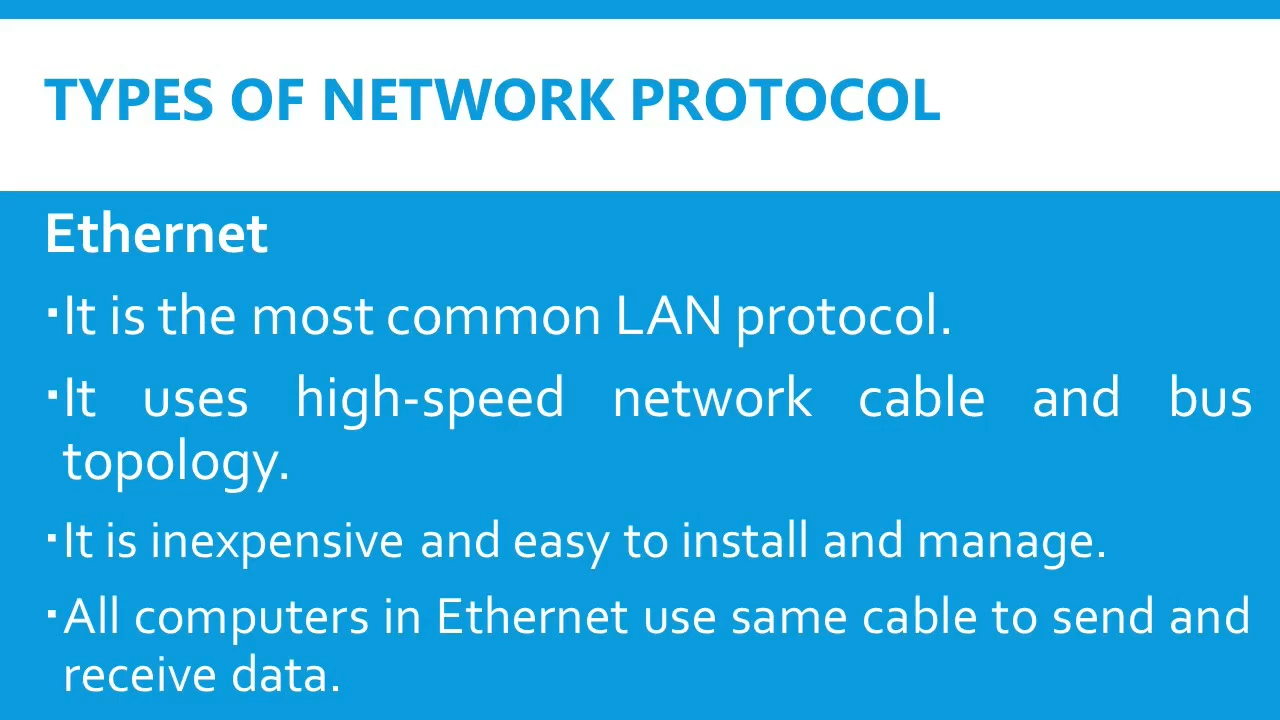 TYPES OF NETWORK PROTOCOL
Ethernet
▪It is the most common LAN protocol.
▪It uses high-speed network cable and bus
topology.
▪It is inexpensive and easy to install and manage.
▪All computers in Ethernet use same cable to send and
receive data.